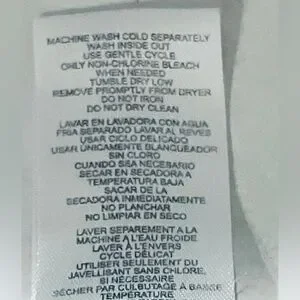 MACHINE WASH COLD SEPARATELY
WASH INSIDE OUT
USE GENTLE CYCLE
ONLY NON-CHLORINE BLEACH
WHEN NEEDED
TUMBLE DRY LOW
REMOVE PROMPTLY FROM DRYER
DO NOT IRON
DO NOT DRY CLEAN
LAVAR EN LAVADORA CON AGUA
FRIA SEPARADO LAVAR AL REVES
USAR CICLO DELICADO
USAR UNICAMENTE BLANQUEADOR
SIN CLORO
CUANDO SEA NECESARIO
SECAR EN SECADORA A
TEMPERATURA BAJA
SACAR DE LA
SECADORA INMEDIATAMENTE
NO PLANCHAR
NO LIMPIAR EN SECO
LAVER SEPAREMENT A LA
MACHINE A L'EAU FROIDE
LAVER À L'ENVERS
CYCLE DÉLICAT
UTILISER SEULEMENT DU
JAVELLISANT SANS CHLORE,
SI NÉCESSAIRE
SÉCHER PAR CULBUTAGE À BASSE
TEMPÉRATURE